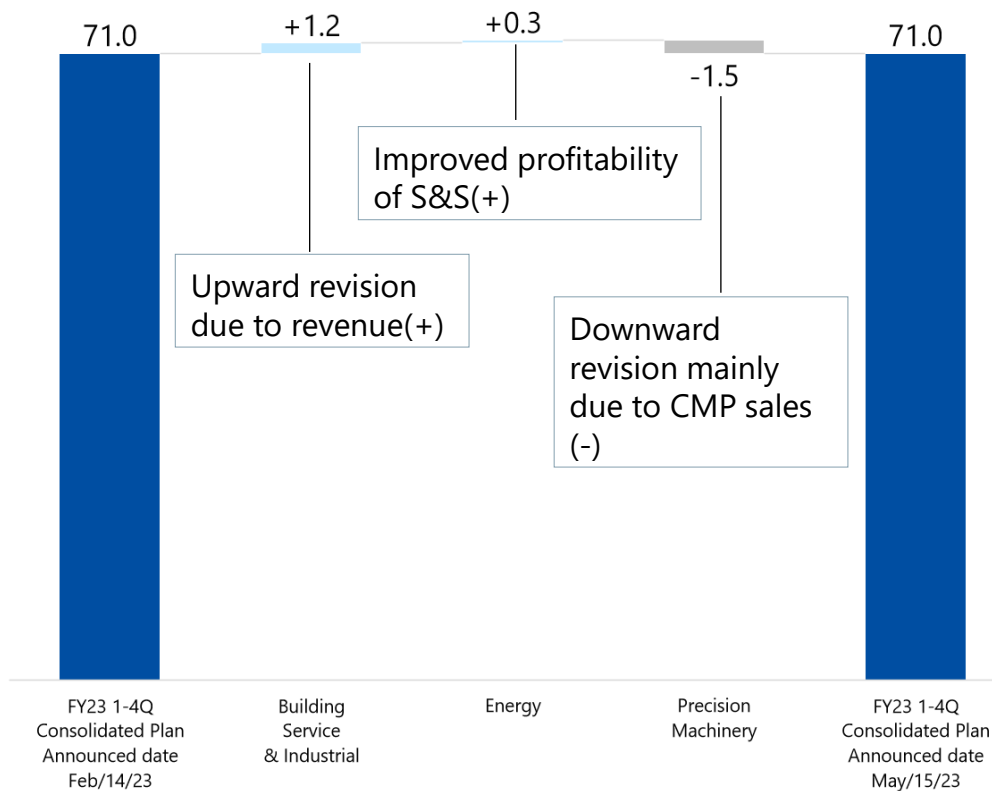 71.0
+1.2
+0.3
-1.5
71.0
Improved profitability
of S&S(+)
Upward revision
due to revenue(+)
Downward
revision mainly
due to CMP sales
(-)
FY23 1-4Q
Consolidated Plan
Announced date
Feb/14/23
Building
Service
& Industrial
Energy
Precision
Machinery
FY23 1-4Q
Consolidated Plan
Announced date
May/15/23